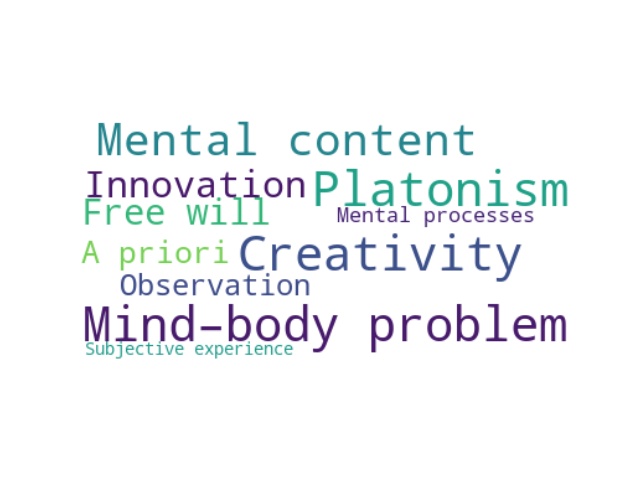 Mental content
Innovation
Platonism
Free will
Mental processes
A priori
Creativity
Observation
Mind–body problem
Subjective experience